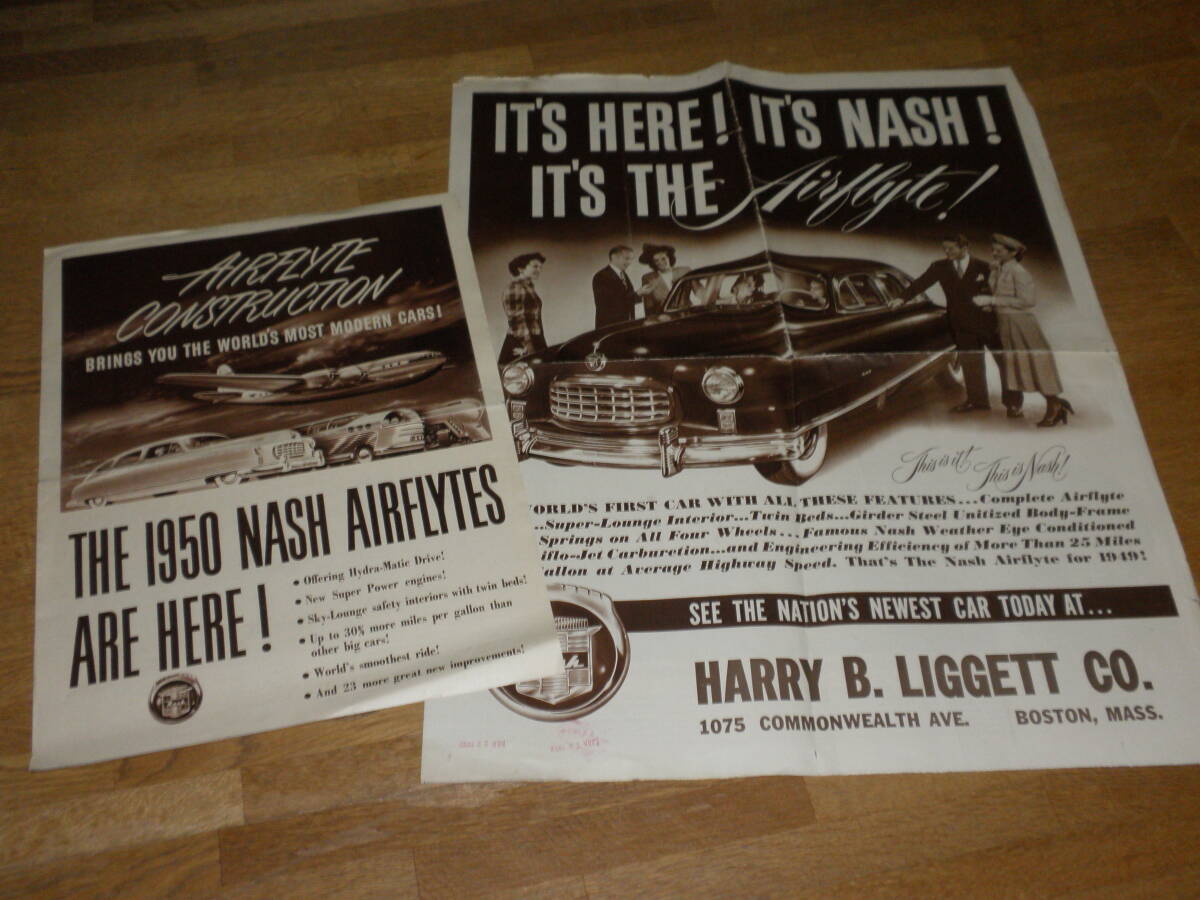 AIRFLYTE
CONSTRUCTION
BRINGS YOU THE WORLD'S MOST MODERN CARS!
THE 1950 NASH AIRFLYTES
ARE HERE!
• Offering Hydra-Matic Drive!
• New Super Power engines!
• Sky-Lounge safety interiors with twin beds!
• Up to 30% more miles per gallon than
other big cars!
• World's smoothest ride!
• And 23 more great new improvements!
IT'S HERE! IT'S NASH!
IT'S THE Airflyte!
This is it! This is Nash!
WORLD'S FIRST CAR WITH ALL THESE FEATURES...Complete Airflyte
...Super-Lounge Interior...Twin Beds...Girder Steel Unitized Body-Frame
Springs on All Four Wheels...Famous Nash Weather Eye Conditioned
iflo-Jet Carburetion...and Engineering Efficiency of More Than 25 Miles
allon at Average Highway Speed. That's The Nash Airflyte for 1949!
SEE THE NATION'S NEWEST CAR TODAY AT...
HARRY B. LIGGETT CO.
1075 COMMONWEALTH AVE. BOSTON, MASS.